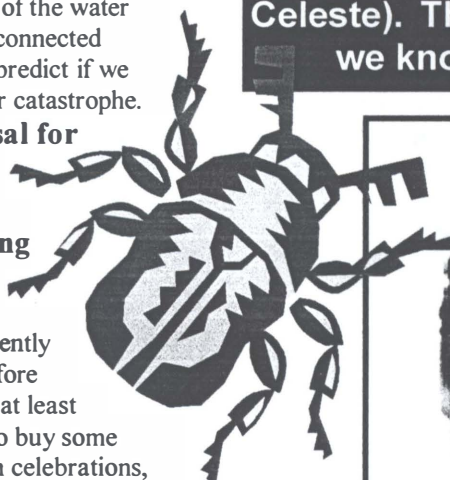 of the water
connected
predict if we
r catastrophe.
sal for
ng
ently
fore
at least
o buy some
n celebrations,
Celeste). Th
we kno